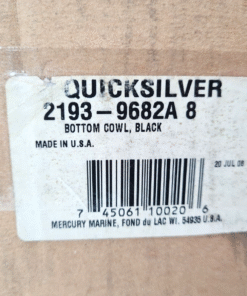 QUICKSILVER
2193-9682A 8
BOTTOM COWL, BLACK
MADE IN U.S.A.
20 JUL 08
7 45061 10020 6
MERCURY MARINE, FOND du LAC WI. 54935 U.S.A.